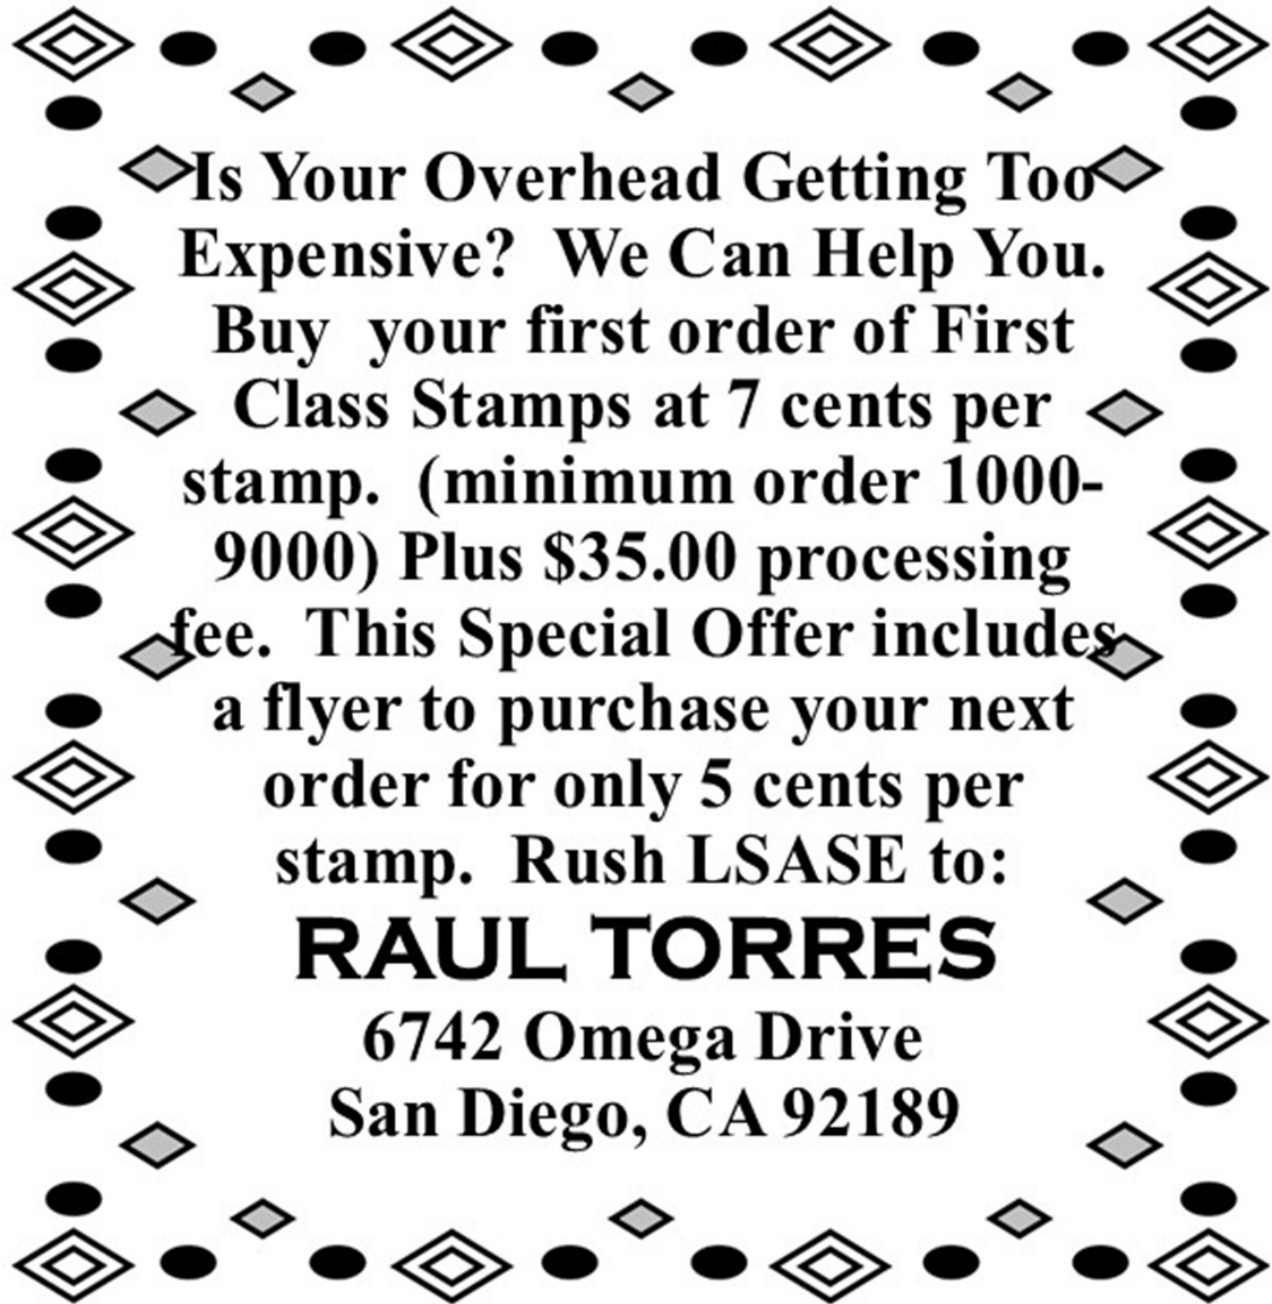 Is Your Overhead Getting Too
Expensive?  We Can Help You.
Buy  your first order of First
Class Stamps at 7 cents per
stamp.  (minimum order 1000-
9000) Plus $35.00 processing
fee.  This Special Offer includes
a flyer to purchase your next
order for only 5 cents per
stamp.  Rush LSASE to:
RAUL TORRES
6742 Omega Drive
San Diego, CA 92189